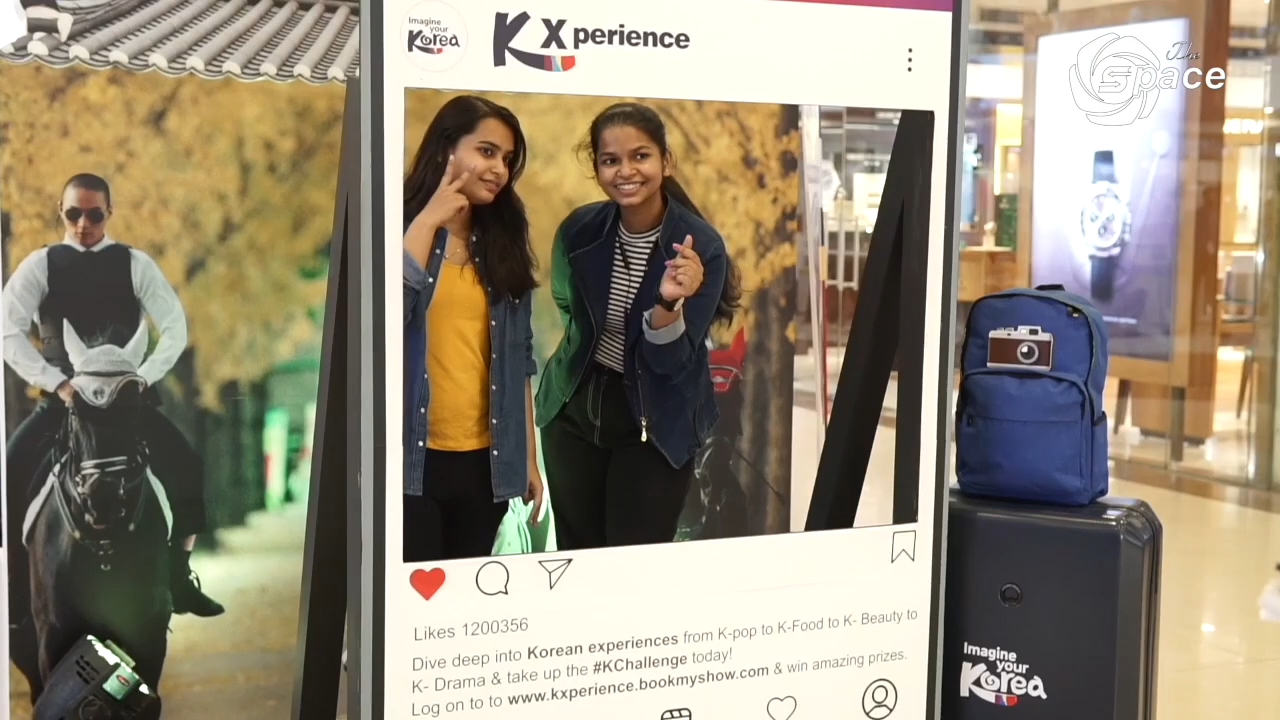 Imagine
your
Korea
K Xperience
The
Space
Likes 1200356
Dive deep into Korean experiences from K-pop to K-Food to K- Beauty to
K- Drama & take up the #KChallenge today!
Log on to to www.kxperience.bookmyshow.com & win amazing prizes.
Imagine
your
Korea